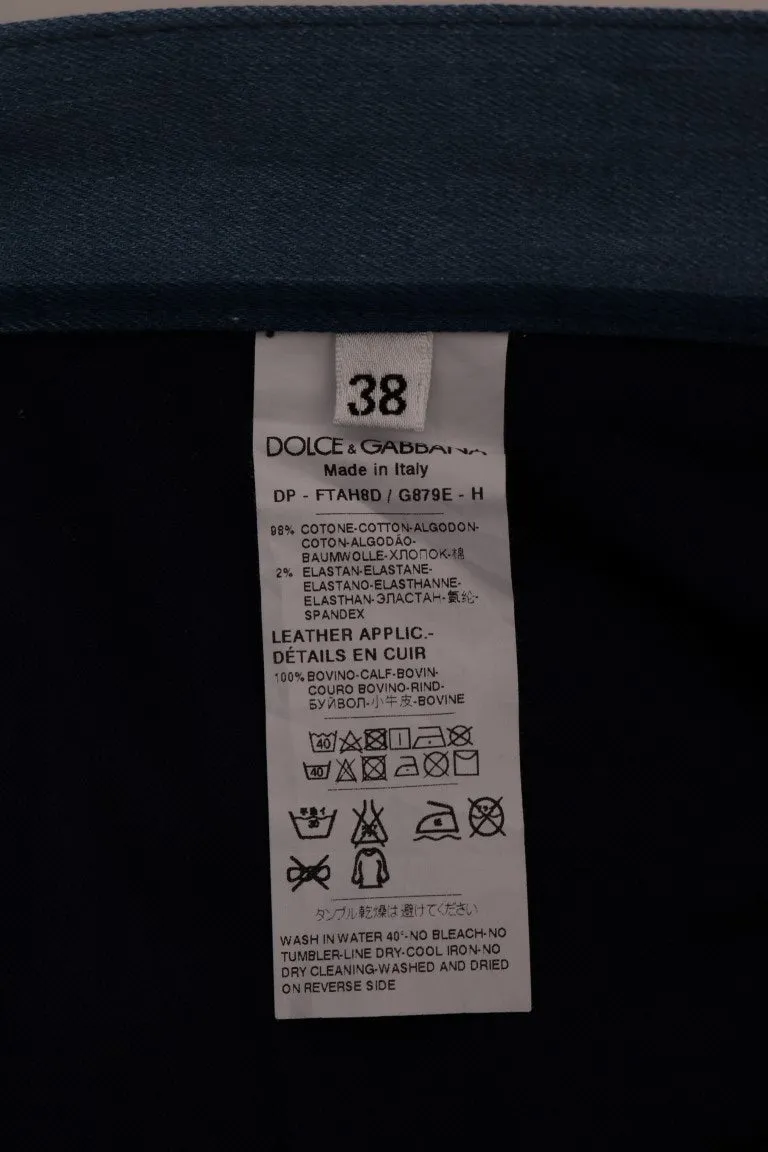 38
DOLCE & GABBANA
Made in Italy
DP - FTAH8D / G879E - H
98% COTONE-COTTON-ALGODON-
COTON-ALGODÃO-
BAUMWOLLE-ХЛОПОК-棉
2% ELASTAN-ELASTANE-
ELASTANO-ELASTHANNE-
ELASTHAN-ЭЛАСТАН-氨纶-
SPANDEX
LEATHER APPLIC.-
DÉTAILS EN CUIR
100% BOVINO-CALF-BOVIN-
COURO BOVINO-RIND-
БУЙВОЛ-小牛皮-BOVINE
40
40
30
タンブル乾燥は避けてください
WASH IN WATER 40°-NO BLEACH-NO
TUMBLER-LINE DRY-COOL IRON-NO
DRY CLEANING-WASHED AND DRIED
ON REVERSE SIDE